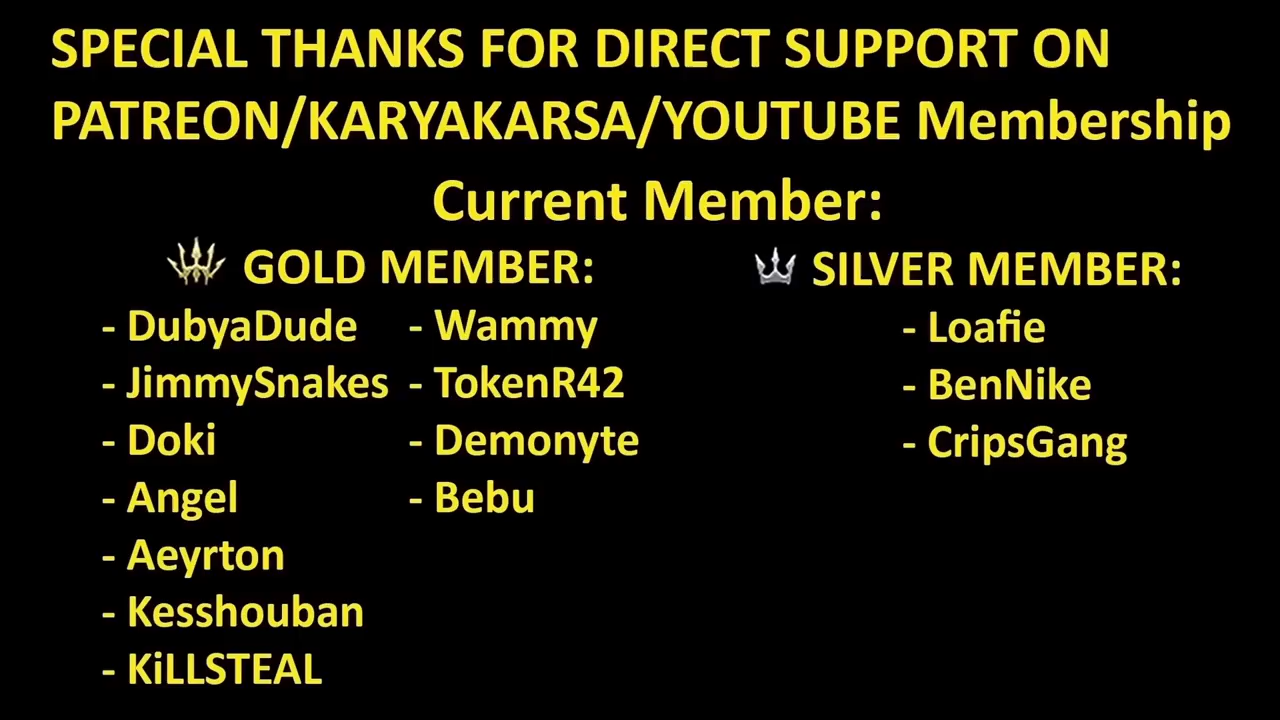 SPECIAL THANKS FOR DIRECT SUPPORT ON
PATREON/KARYAKARSA/YOUTUBE Membership
Current Member:
GOLD MEMBER:
- DubyaDude
- JimmySnakes
- Doki
- Angel
- Aeyrton
- Kesshouban
- KiLLSTEAL
- Wammy
- TokenR42
- Demonyte
- Bebu
SILVER MEMBER:
- Loafie
- BenNike
- CripsGang